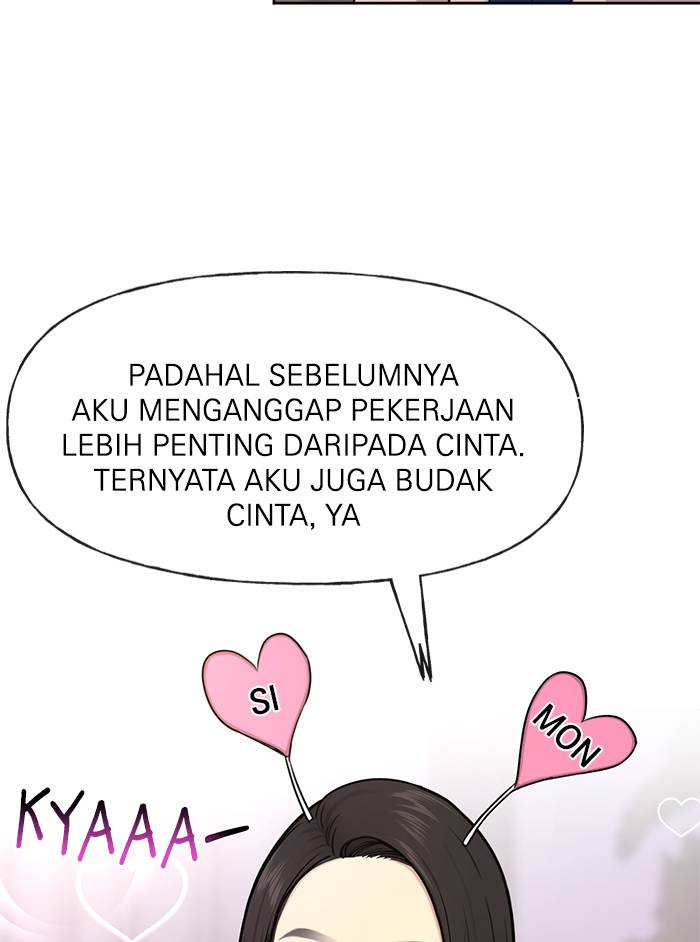 PADAHAL SEBELUMNYA
AKU MENGANGGAP PEKERJAAN
LEBIH PENTING DARIPADA CINTA.
TERNYATA AKU JUGA BUDAK
CINTA, YA
SI
MON
KYAAA-